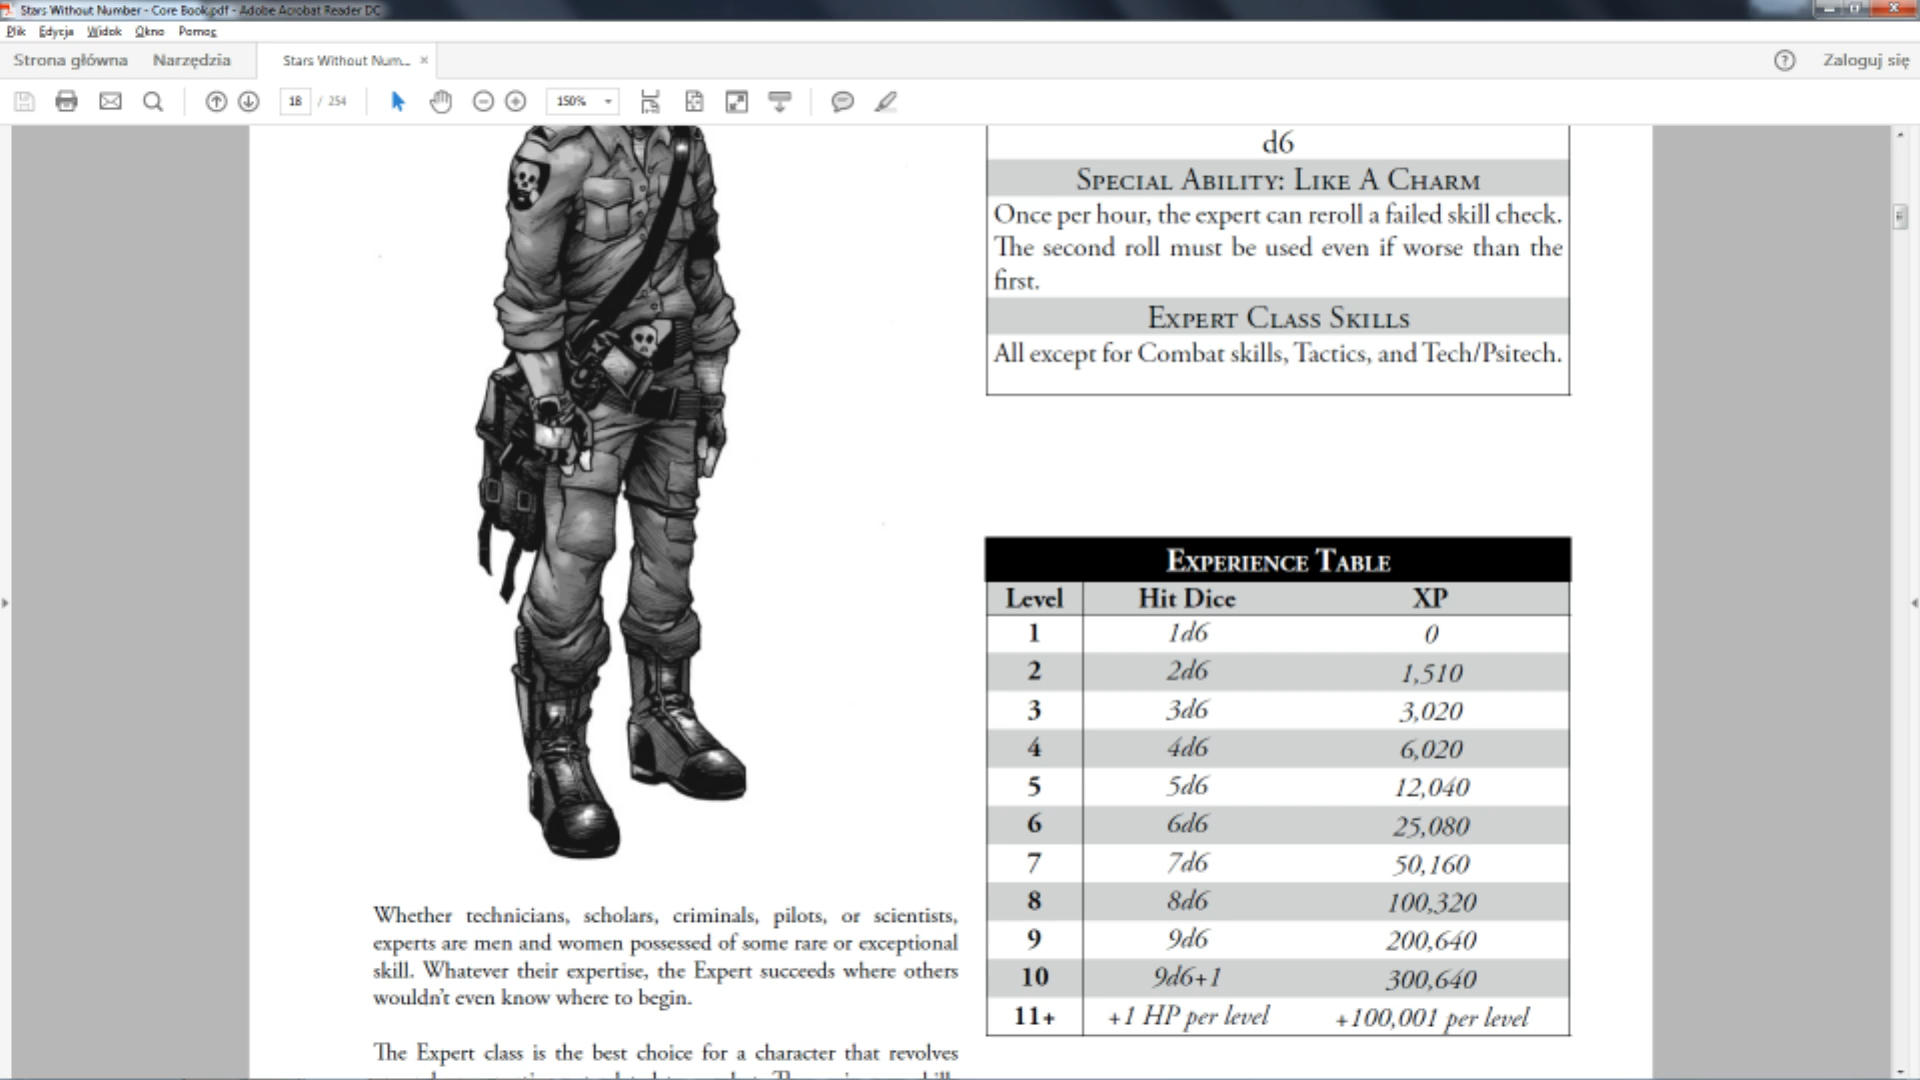 Stars Without Number - Core Book.pdf - Adobe Acrobat Reader DC
Plik Edycja Widok Okno Pomoc
Strona główna Narzędzia Stars Without Num... × Zaloguj się
18 / 254 150%
d6
Special Ability: Like A Charm
Once per hour, the expert can reroll a failed skill check.
The second roll must be used even if worse than the
first.
Expert Class Skills
All except for Combat skills, Tactics, and Tech/Psitech.
Experience Table
Level Hit Dice XP
1 1d6 0
2 2d6 1,510
3 3d6 3,020
4 4d6 6,020
5 5d6 12,040
6 6d6 25,080
7 7d6 50,160
8 8d6 100,320
9 9d6 200,640
10 9d6+1 300,640
11+ +1 HP per level +100,001 per level
Whether technicians, scholars, criminals, pilots, or scientists,
experts are men and women possessed of some rare or exceptional
skill. Whatever their expertise, the Expert succeeds where others
wouldn't even know where to begin.
The Expert class is the best choice for a character that revolves